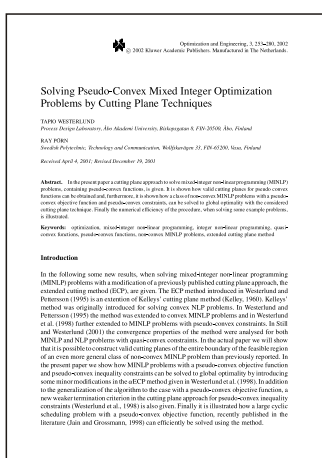 Optimization and Engineering, 3, 253–280, 2002
© 2002 Kluwer Academic Publishers. Manufactured in The Netherlands.
Solving Pseudo-Convex Mixed Integer Optimization
Problems by Cutting Plane Techniques
TAPIO WESTERLUND
Process Design Laboratory, Åbo Akademi University, Biskopsgatan 8, FIN-20500, Åbo, Finland
RAY PÖRN
Swedish Polytechnic, Technology and Communication, Wolffskavägen 33, FIN-65200, Vasa, Finland
Received April 4, 2001; Revised December 19, 2001
Abstract. In the present paper a cutting plane approach to solve mixed-integer non-linear programming (MINLP)
problems, containing pseudo-convex functions, is given. It is shown how valid cutting planes for pseudo-convex
functions can be obtained and, furthermore, it is shown how a class of non-convex MINLP problems with a pseudo-
convex objective function and pseudo-convex constraints, can be solved to global optimality with the considered
cutting plane technique. Finally the numerical efficiency of the procedure, when solving some example problems,
is illustrated.
Keywords: optimization, mixed integer non-linear programming, integer non-linear programming, quasi-
convex functions, pseudo-convex functions, non-convex MINLP problems, extended cutting plane method
Introduction
In the following some new results, when solving mixed-integer non-linear programming
(MINLP) problems with a modification of a previously published cutting plane approach, the
extended cutting method (ECP), are given. The ECP method introduced in Westerlund and
Pettersson (1995) is an extention of Kelleys' cutting plane method (Kelley, 1960). Kelleys'
method was originally introduced for solving convex NLP problems. In Westerlund and
Pettersson (1995) the method was extended to convex MINLP problems and in Westerlund
et al. (1998) further extended to MINLP problems with pseudo-convex constraints. In Still
and Westerlund (2001) the convergence properties of the method were analysed for both
MINLP and NLP problems with quasi-convex constraints. In the actual paper we will show
that it is possible to construct valid cutting planes of the entire boundary of the feasible region
of an even more general class of non-convex MINLP problem than previously reported. In
the present paper we show how MINLP problems with a pseudo-convex objective function
and pseudo-convex inequality constraints can be solved to global optimality by introducing
some minor modifications in the αECP method given in Westerlund et al. (1998). In addition
to the generalization of the algorithm to the case with a pseudo-convex objective function, a
new weaker termination criterion in the cutting plane approach for pseudo-convex inequality
constraints (Westerlund et al., 1998) is also given. Finally it is illustrated how a large cyclic
scheduling problem with a pseudo-convex objective function, recently published in the
literature (Jain and Grossmann, 1998) can efficiently be solved using the method.